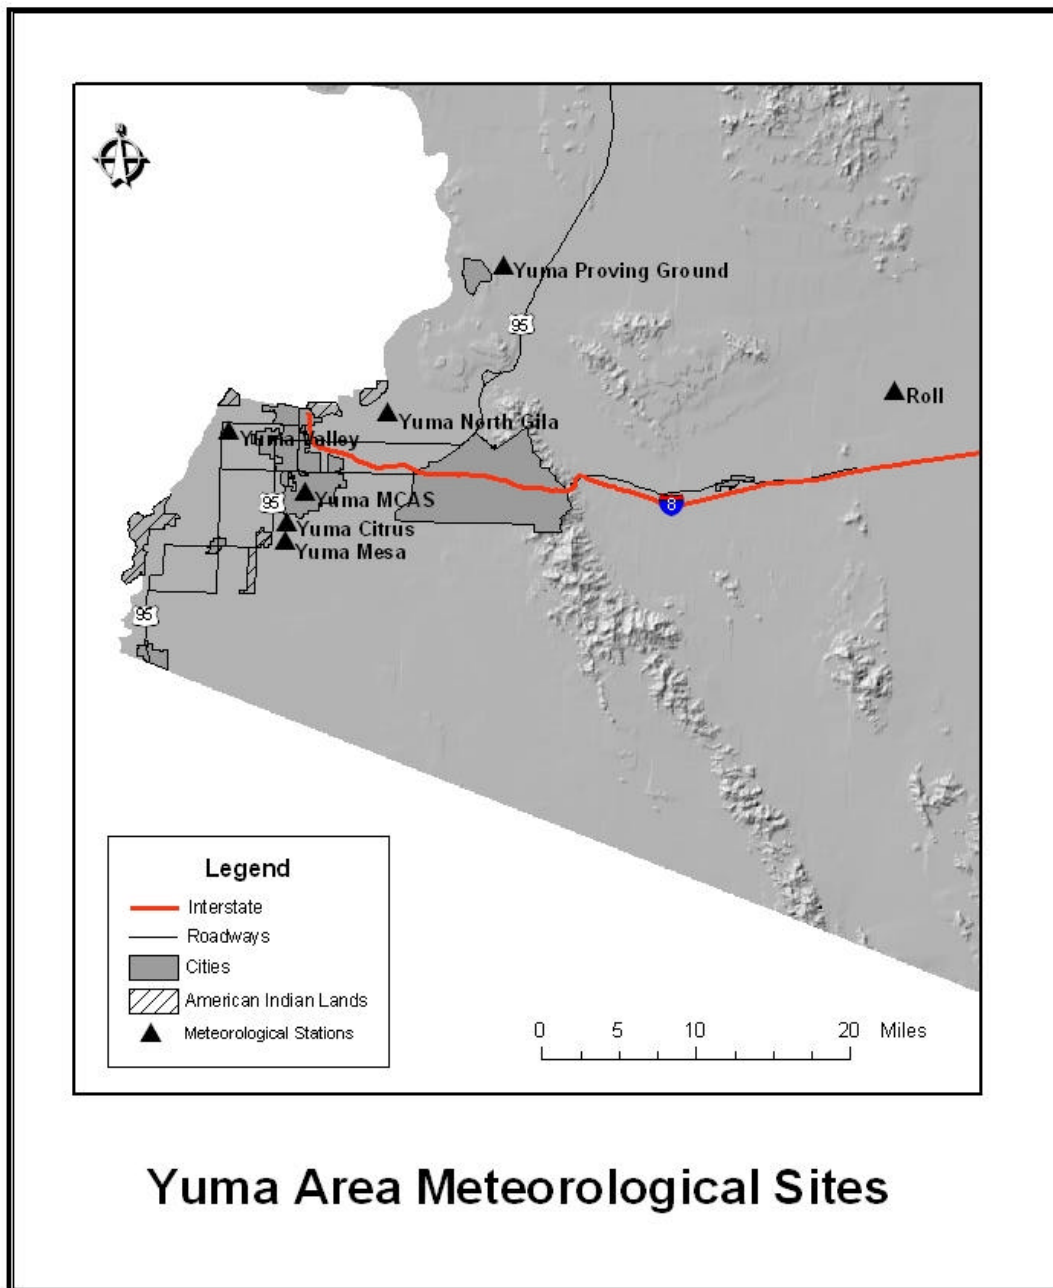 N
Yuma Proving Ground
95
Roll
Yuma North Gila
Yuma Valley
Yuma MCAS
8
95
Yuma Citrus
Yuma Mesa
95
Legend
Interstate
Roadways
Cities
American Indian Lands
Meteorological Stations
0 5 10 20 Miles
Yuma Area Meteorological Sites